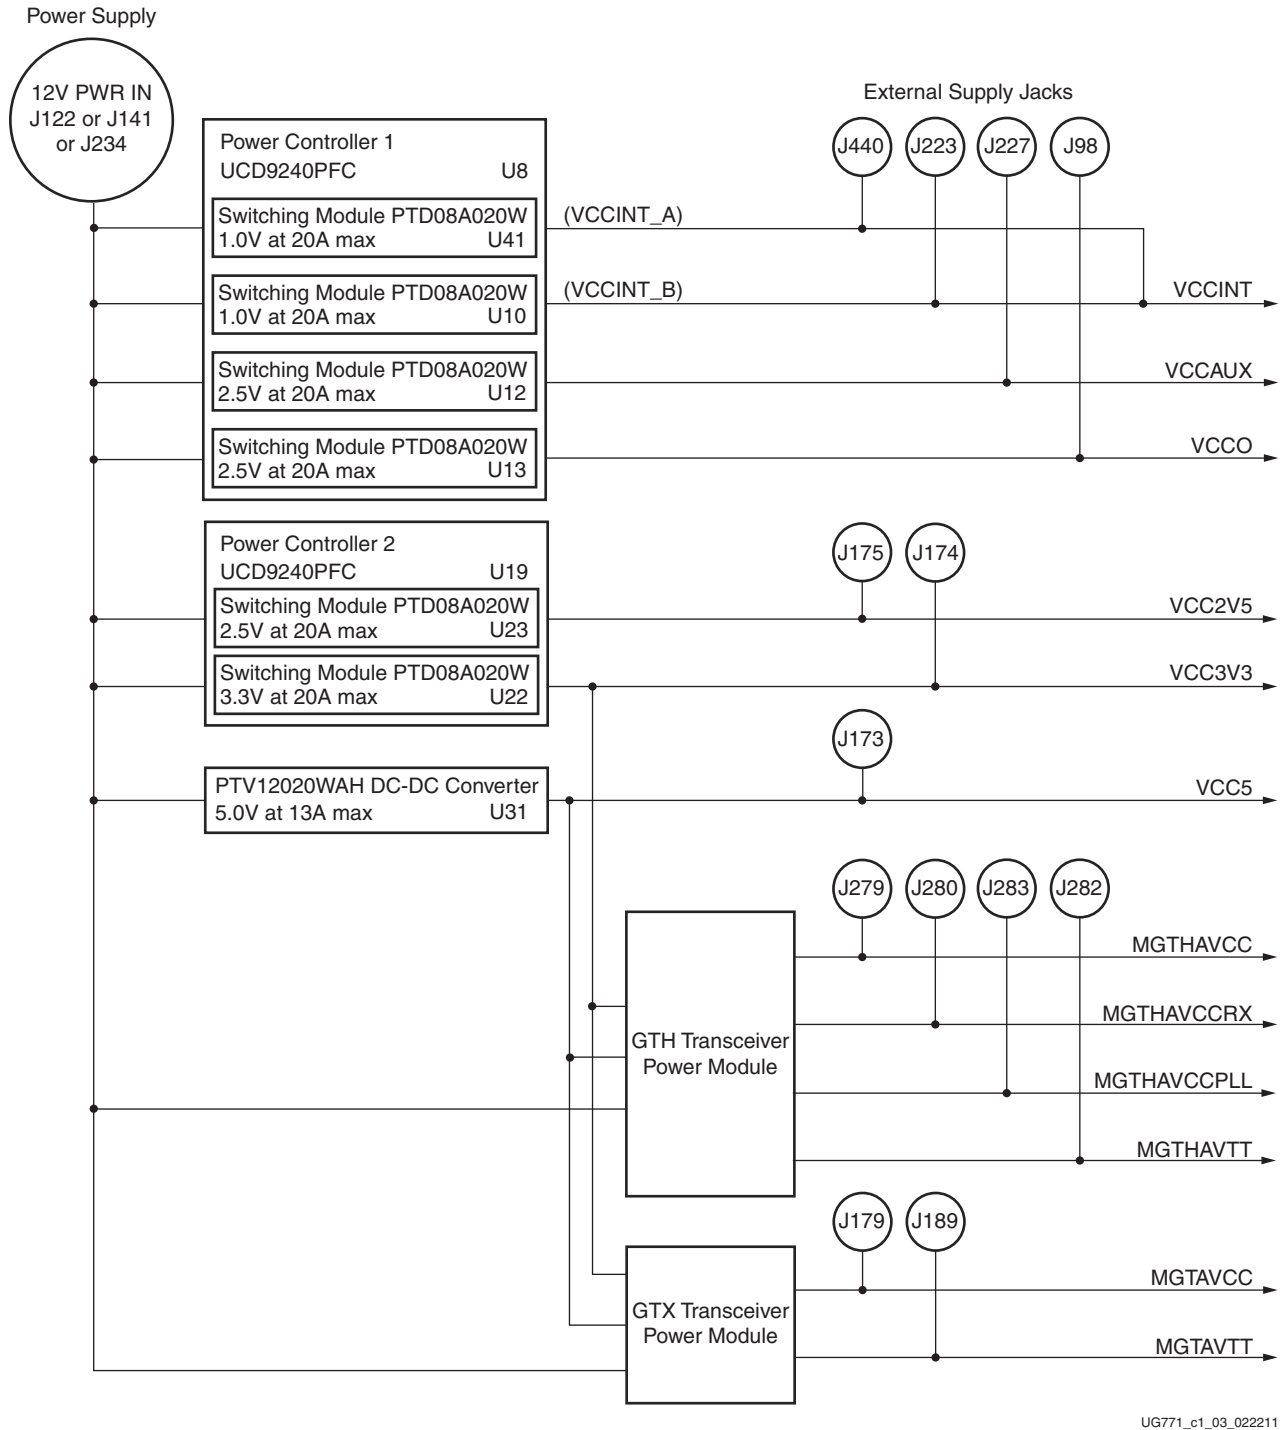 Power Supply
12V PWR IN
J122 or J141
or J234
External Supply Jacks
J440 J223 J227 J98
Power Controller 1
UCD9240PFC U8
Switching Module PTD08A020W
1.0V at 20A max U41
(VCCINT_A)
Switching Module PTD08A020W
1.0V at 20A max U10
(VCCINT_B)
VCCINT
Switching Module PTD08A020W
2.5V at 20A max U12
VCCAUX
Switching Module PTD08A020W
2.5V at 20A max U13
VCCO
Power Controller 2
UCD9240PFC U19
J175 J174
Switching Module PTD08A020W
2.5V at 20A max U23
VCC2V5
Switching Module PTD08A020W
3.3V at 20A max U22
VCC3V3
J173
PTV12020WAH DC-DC Converter
5.0V at 13A max U31
VCC5
J279 J280 J283 J282
GTH Transceiver
Power Module
MGTHAVCC
MGTHAVCCRX
MGTHAVCCPLL
MGTHAVTT
J179 J189
GTX Transceiver
Power Module
MGTAVCC
MGTAVTT
UG771_c1_03_022211